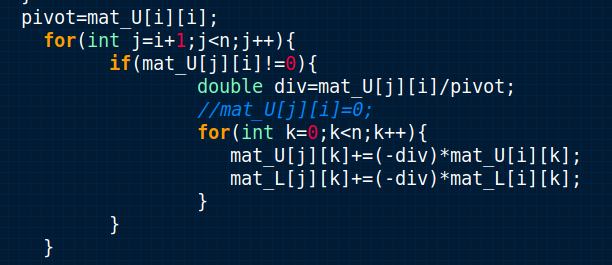 pivot=mat_U[i][i];
for(int j=i+1;j<n;j++){
if(mat_U[j][i]!=0){
double div=mat_U[j][i]/pivot;
//mat_U[j][i]=0;
for(int k=0;k<n;k++){
mat_U[j][k]+=(-div)*mat_U[i][k];
mat_L[j][k]+=(-div)*mat_L[i][k];
}
}
}